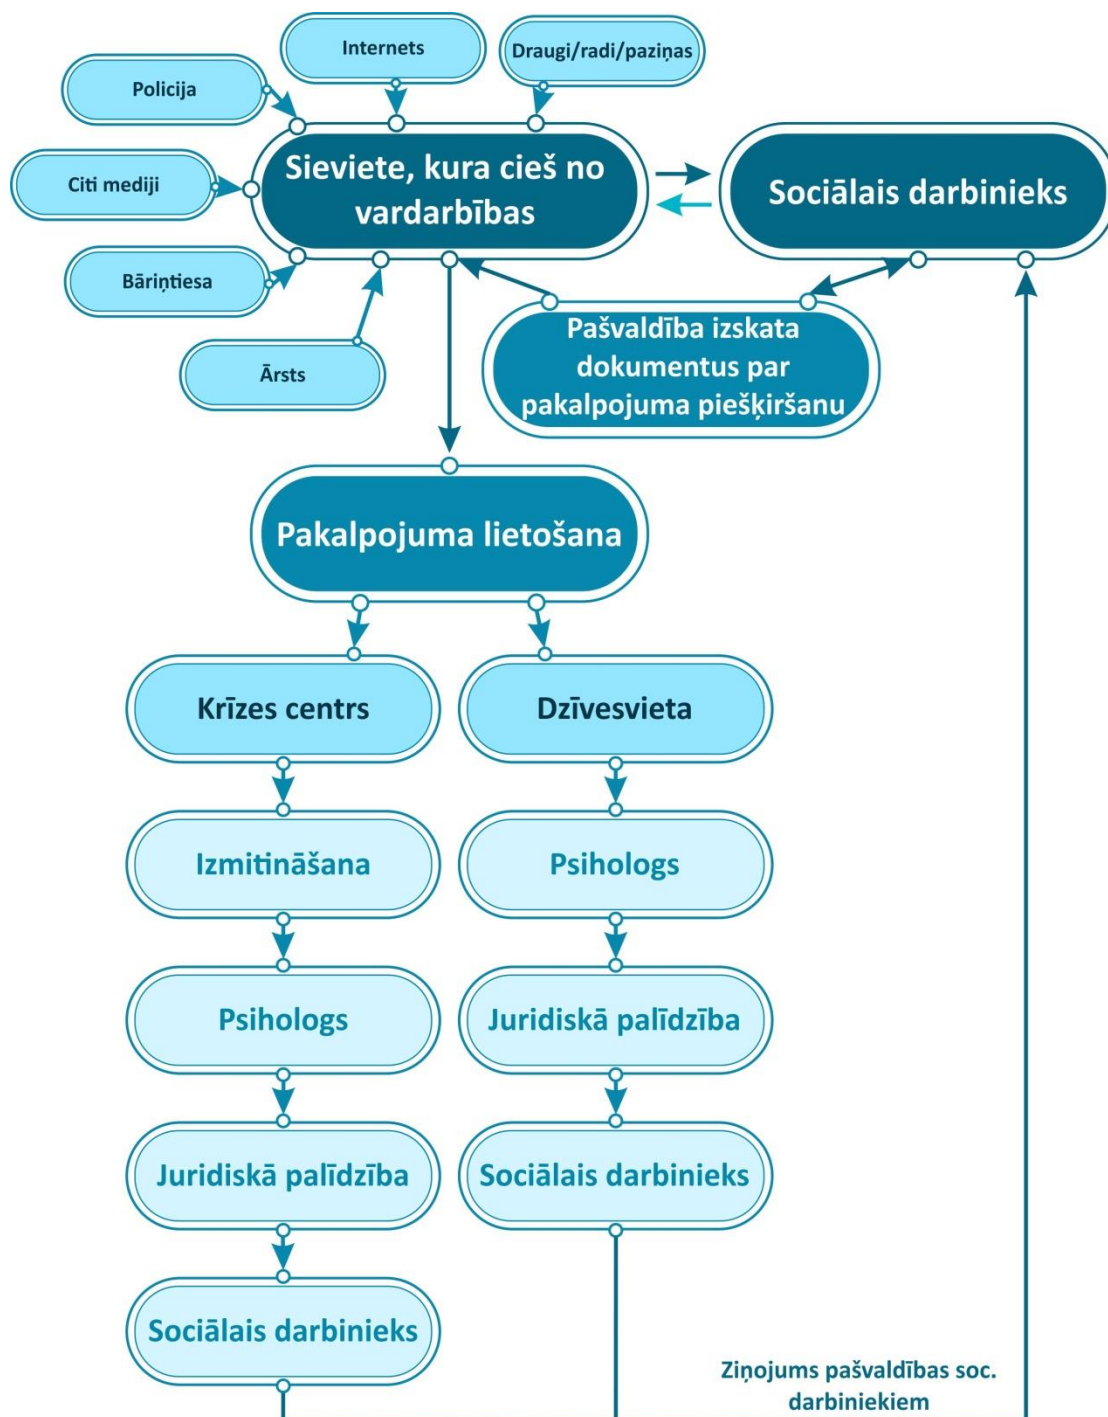 Internets
Draugi/radi/paziņas
Policija
Citi mediji
Sieviete, kura cieš no
vardarbības
Sociālais darbinieks
Bāriņtiesa
Ārsts
Pašvaldība izskata
dokumentus par
pakalpojuma piešķiršanu
Pakalpojuma lietošana
Krīzes centrs
Dzīvesvieta
Izmitināšana
Psihologs
Psihologs
Juridiskā palīdzība
Juridiskā palīdzība
Sociālais darbinieks
Sociālais darbinieks
Ziņojums pašvaldības soc.
darbiniekiem